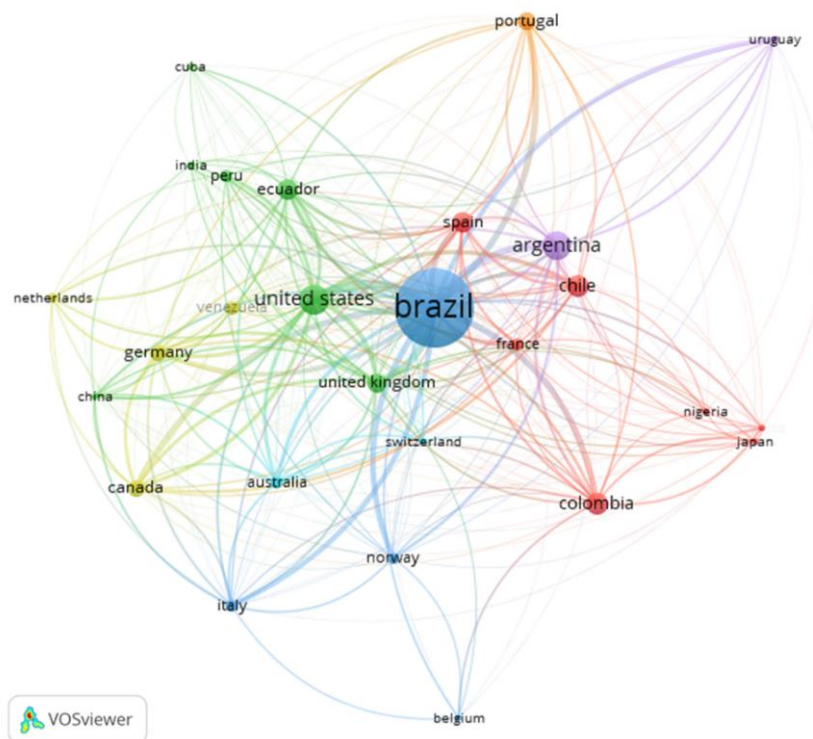 portugal
uruguay
cuba
india
peru
ecuador
spain
argentina
chile
netherlands
venezuela
united states
brazil
germany
france
united kingdom
china
nigeria
switzerland
japan
australia
canada
colombia
norway
italy
belgium
VOSviewer